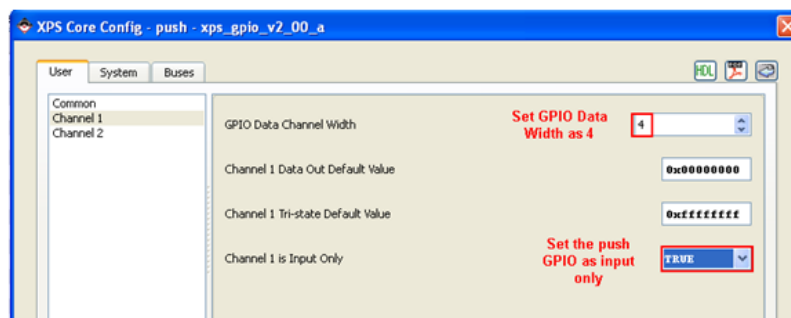 XPS Core Config - push - xps_gpio_v2_00_a
User System Buses
HDL
Common
Channel 1
Channel 2
GPIO Data Channel Width
Set GPIO Data
Width as 4
4
Channel 1 Data Out Default Value
0x00000000
Channel 1 Tri-state Default Value
0xffffffff
Channel 1 is Input Only
Set the push
GPIO as input
only
TRUE